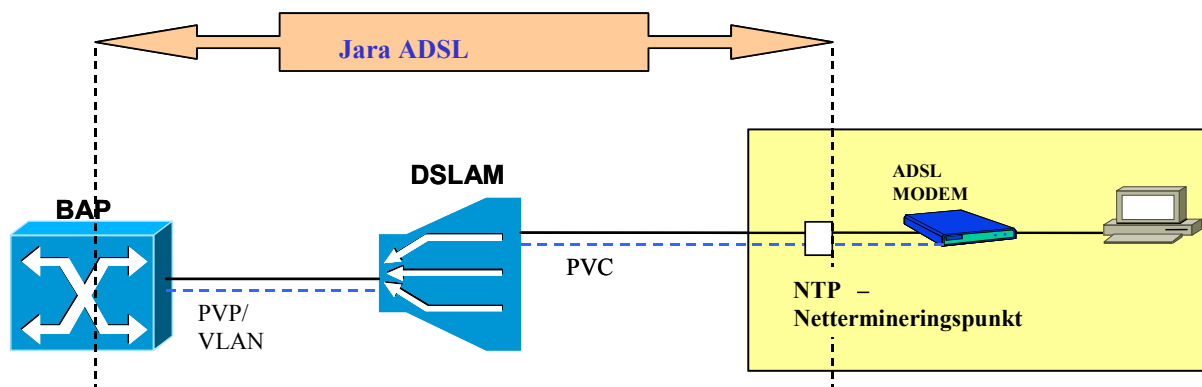 Jara ADSL
BAP
DSLAM
ADSL
MODEM
PVC
PVP/
VLAN
NTP –
Nettermineringspunkt